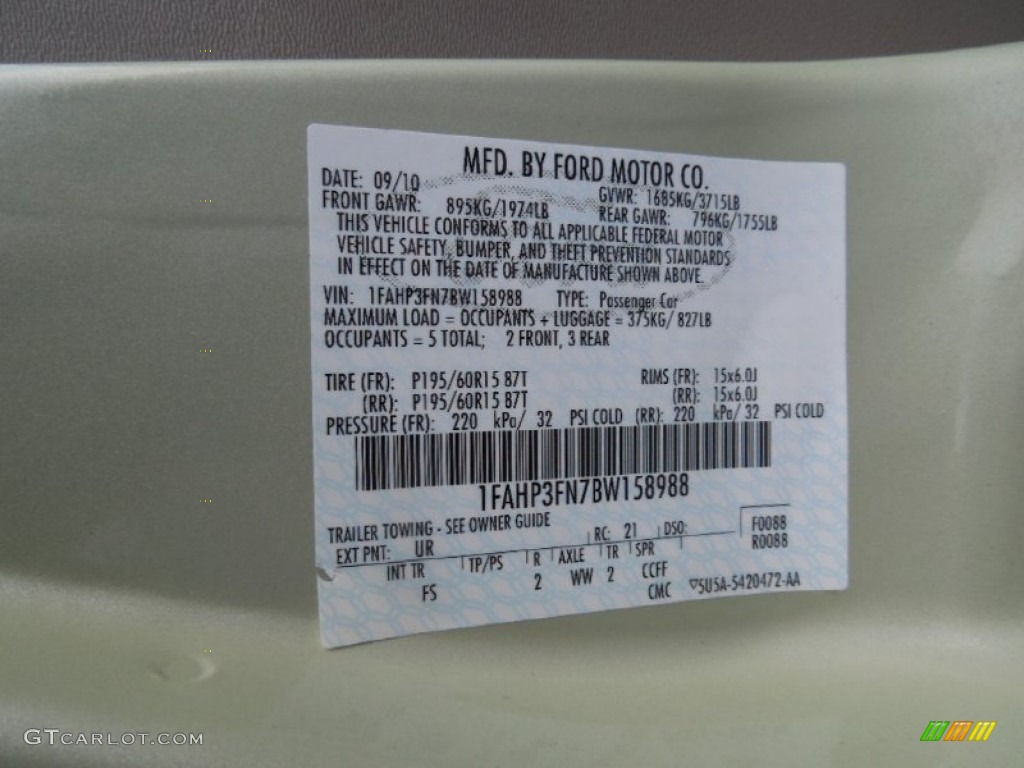 MFD. BY FORD MOTOR CO.
DATE: 09/10 GVWR: 1685KG/3715LB
FRONT GAWR: 895KG/1974LB REAR GAWR: 796KG/1755LB
THIS VEHICLE CONFORMS TO ALL APPLICABLE FEDERAL MOTOR
VEHICLE SAFETY, BUMPER, AND THEFT PREVENTION STANDARDS
IN EFFECT ON THE DATE OF MANUFACTURE SHOWN ABOVE.
VIN: 1FAHP3FN7BW158988 TYPE: Passenger Car
MAXIMUM LOAD = OCCUPANTS + LUGGAGE = 375KG/ 827LB
OCCUPANTS = 5 TOTAL; 2 FRONT, 3 REAR
TIRE (FR): P195/60R15 87T RIMS (FR): 15x6.0J
(RR): P195/60R15 87T (RR): 15x6.0J
PRESSURE (FR): 220 kPa/ 32 PSI COLD (RR): 220 kPa/ 32 PSI COLD
1FAHP3FN7BW158988
TRAILER TOWING - SEE OWNER GUIDE
EXT PNT: UR RC: 21 DSO: F0088
R0088
INT TR TP/PS R AXLE TR SPR
FS 2 WW 2 CCFF
CMC ▽5U5A-5420472-AA
GTCARLOT.COM